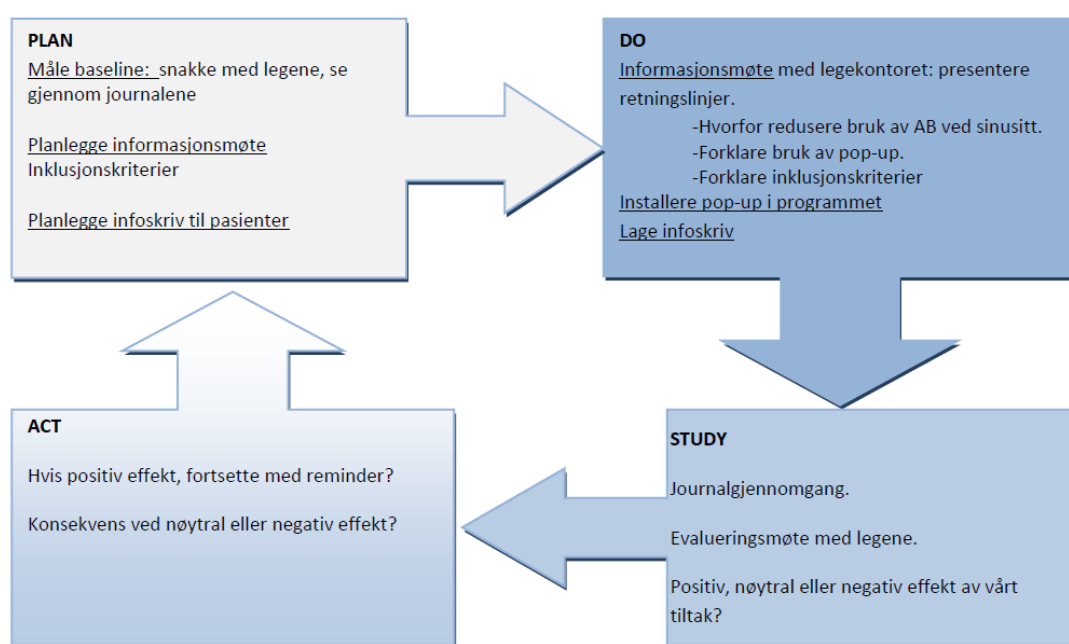 PLAN
Måle baseline: snakke med legene, se
gjennom journalene
Planlegge informasjonsmøte
Inklusjonskriterier
Planlegge infoskriv til pasienter
DO
Informasjonsmøte med legekontoret: presentere
retningslinjer.
-Hvorfor redusere bruk av AB ved sinusitt.
-Forklare bruk av pop-up.
-Forklare inklusjonskriterier
Installere pop-up i programmet
Lage infoskriv
ACT
Hvis positiv effekt, fortsette med reminder?
Konsekvens ved nøytral eller negativ effekt?
STUDY
Journalgjennomgang.
Evalueringsmøte med legene.
Positiv, nøytral eller negativ effekt av vårt
tiltak?